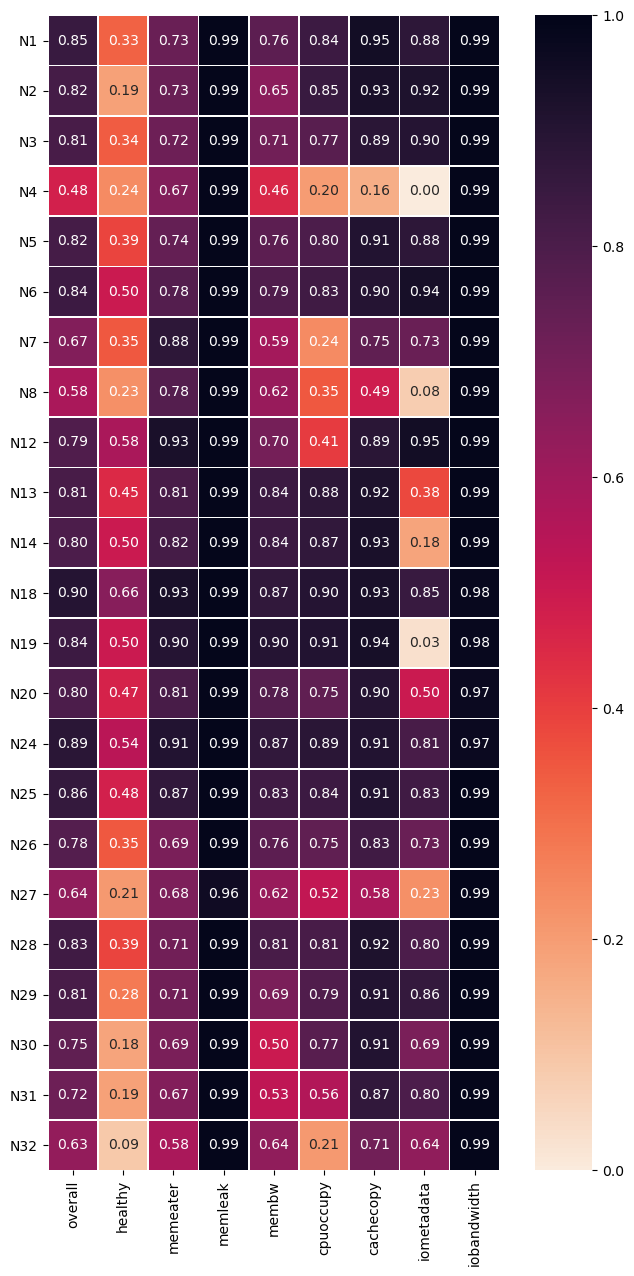 N1 0.85 0.33 0.73 0.99 0.76 0.84 0.95 0.88 0.99
N2 0.82 0.19 0.73 0.99 0.65 0.85 0.93 0.92 0.99
N3 0.81 0.34 0.72 0.99 0.71 0.77 0.89 0.90 0.99
N4 0.48 0.24 0.67 0.99 0.46 0.20 0.16 0.00 0.99
N5 0.82 0.39 0.74 0.99 0.76 0.80 0.91 0.88 0.99
N6 0.84 0.50 0.78 0.99 0.79 0.83 0.90 0.94 0.99
N7 0.67 0.35 0.88 0.99 0.59 0.24 0.75 0.73 0.99
N8 0.58 0.23 0.78 0.99 0.62 0.35 0.49 0.08 0.99
N12 0.79 0.58 0.93 0.99 0.70 0.41 0.89 0.95 0.99
N13 0.81 0.45 0.81 0.99 0.84 0.88 0.92 0.38 0.99
N14 0.80 0.50 0.82 0.99 0.84 0.87 0.93 0.18 0.99
N18 0.90 0.66 0.93 0.99 0.87 0.90 0.93 0.85 0.98
N19 0.84 0.50 0.90 0.99 0.90 0.91 0.94 0.03 0.98
N20 0.80 0.47 0.81 0.99 0.78 0.75 0.90 0.50 0.97
N24 0.89 0.54 0.91 0.99 0.87 0.89 0.91 0.81 0.97
N25 0.86 0.48 0.87 0.99 0.83 0.84 0.91 0.83 0.99
N26 0.78 0.35 0.69 0.99 0.76 0.75 0.83 0.73 0.99
N27 0.64 0.21 0.68 0.96 0.62 0.52 0.58 0.23 0.99
N28 0.83 0.39 0.71 0.99 0.81 0.81 0.92 0.80 0.99
N29 0.81 0.28 0.71 0.99 0.69 0.79 0.91 0.86 0.99
N30 0.75 0.18 0.69 0.99 0.50 0.77 0.91 0.69 0.99
N31 0.72 0.19 0.67 0.99 0.53 0.56 0.87 0.80 0.99
N32 0.63 0.09 0.58 0.99 0.64 0.21 0.71 0.64 0.99
overall
healthy
memeater
memleak
membw
cpuoccupy
cachecopy
iometadata
iobandwidth
1.0
0.8
0.6
0.4
0.2
0.0